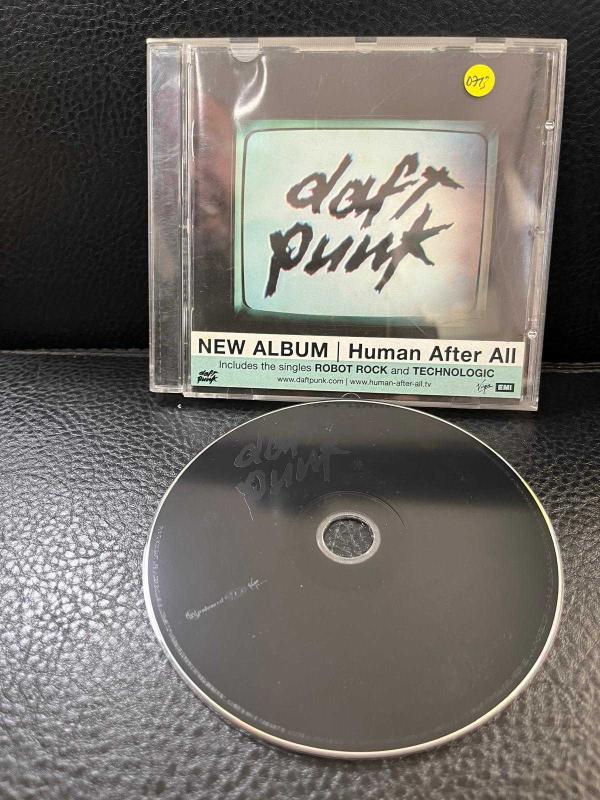 daft
punk
NEW ALBUM | Human After All
Includes the singles ROBOT ROCK and TECHNOLOGIC
www.daftpunk.com | www.human-after-all.tv
daft
punk
Virgin EMI
daft
punk